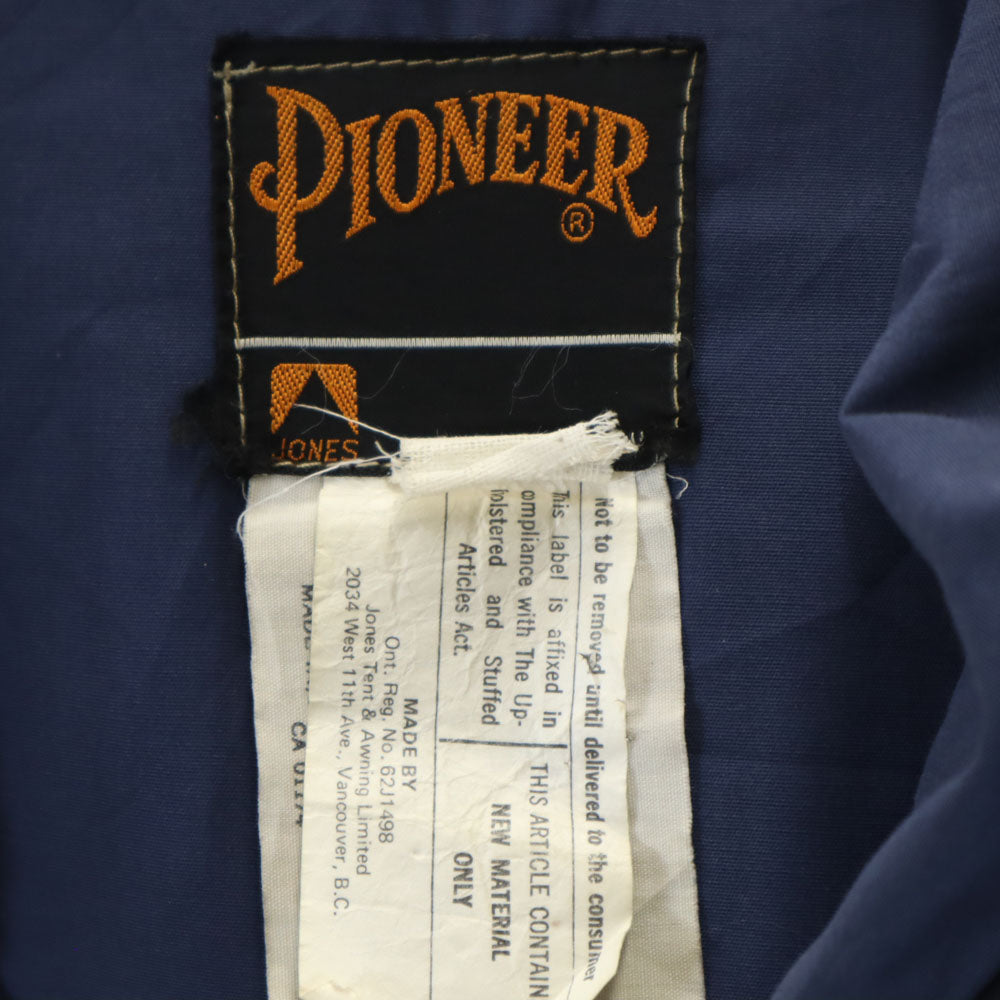 PIONEER
®
JONES
Not to be removed until delivered to the consumer
This label is affixed in
compliance with The Up-
holstered and Stuffed
Articles Act.
THIS ARTICLE CONTAIN
NEW MATERIAL
ONLY
MADE BY
Ont. Reg. No. 62J1498
Jones Tent & Awning Limited
2034 West 11th Ave., Vancouver, B.C.
CA